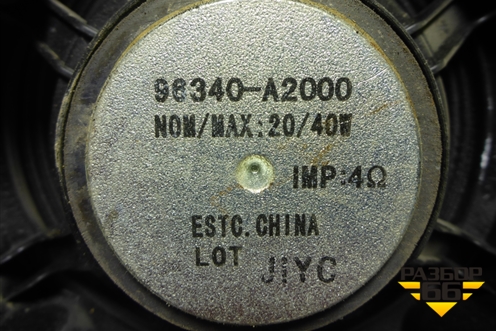 96340-A2000
NOM/MAX:20/40W
IMP:4Ω
ESTC.CHINA
LOT JIYC
РАЗБОР
66